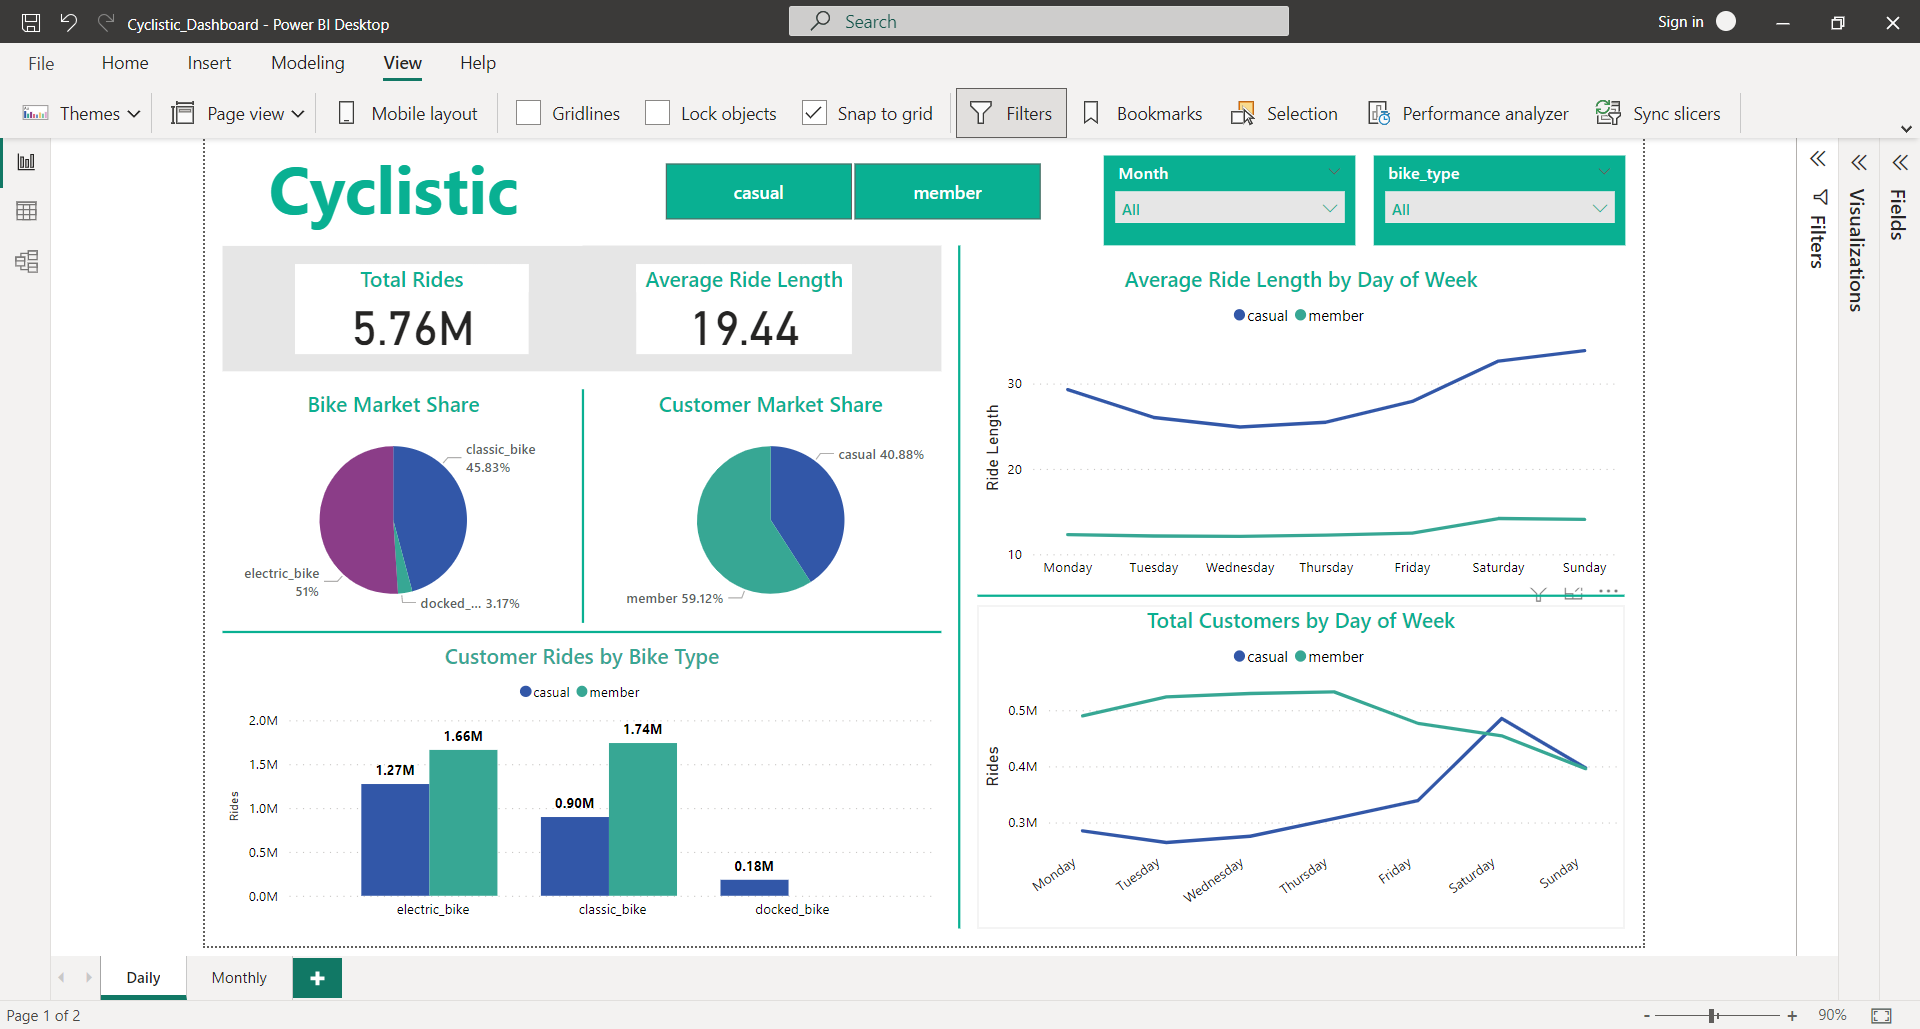 Cyclistic_Dashboard - Power BI Desktop
Search
Sign in
File Home Insert Modeling View Help
Themes Page view Mobile layout Gridlines Lock objects Snap to grid Filters Bookmarks Selection Performance analyzer Sync slicers
Cyclistic
casual member
Month
All
bike_type
All
Total Rides
5.76M
Average Ride Length
19.44
Bike Market Share
classic_bike
45.83%
electric_bike
51%
docked_... 3.17%
Customer Market Share
casual 40.88%
member 59.12%
Customer Rides by Bike Type
casual member
2.0M
1.5M
1.0M
0.5M
0.0M
Rides
1.27M
1.66M
0.90M
1.74M
0.18M
electric_bike classic_bike docked_bike
Average Ride Length by Day of Week
casual member
Ride Length
30
20
10
Monday Tuesday Wednesday Thursday Friday Saturday Sunday
Total Customers by Day of Week
casual member
Rides
0.5M
0.4M
0.3M
Monday Tuesday Wednesday Thursday Friday Saturday Sunday
Filters
Visualizations
Fields
Daily Monthly +
Page 1 of 2
- + 90%